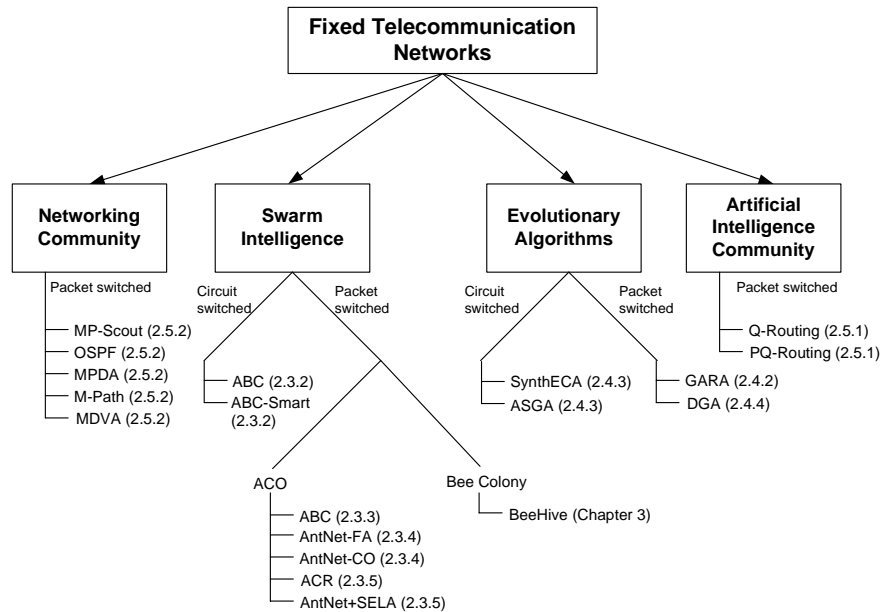 Fixed Telecommunication
Networks
Networking
Community
Swarm
Intelligence
Evolutionary
Algorithms
Artificial
Intelligence
Community
Packet switched
MP-Scout (2.5.2)
OSPF (2.5.2)
MPDA (2.5.2)
M-Path (2.5.2)
MDVA (2.5.2)
Circuit
switched
Packet
switched
ABC (2.3.2)
ABC-Smart
(2.3.2)
ACO
ABC (2.3.3)
AntNet-FA (2.3.4)
AntNet-CO (2.3.4)
ACR (2.3.5)
AntNet+SELA (2.3.5)
Bee Colony
BeeHive (Chapter 3)
Circuit
switched
Packet
switched
SynthECA (2.4.3)
ASGA (2.4.3)
GARA (2.4.2)
DGA (2.4.4)
Packet switched
Q-Routing (2.5.1)
PQ-Routing (2.5.1)